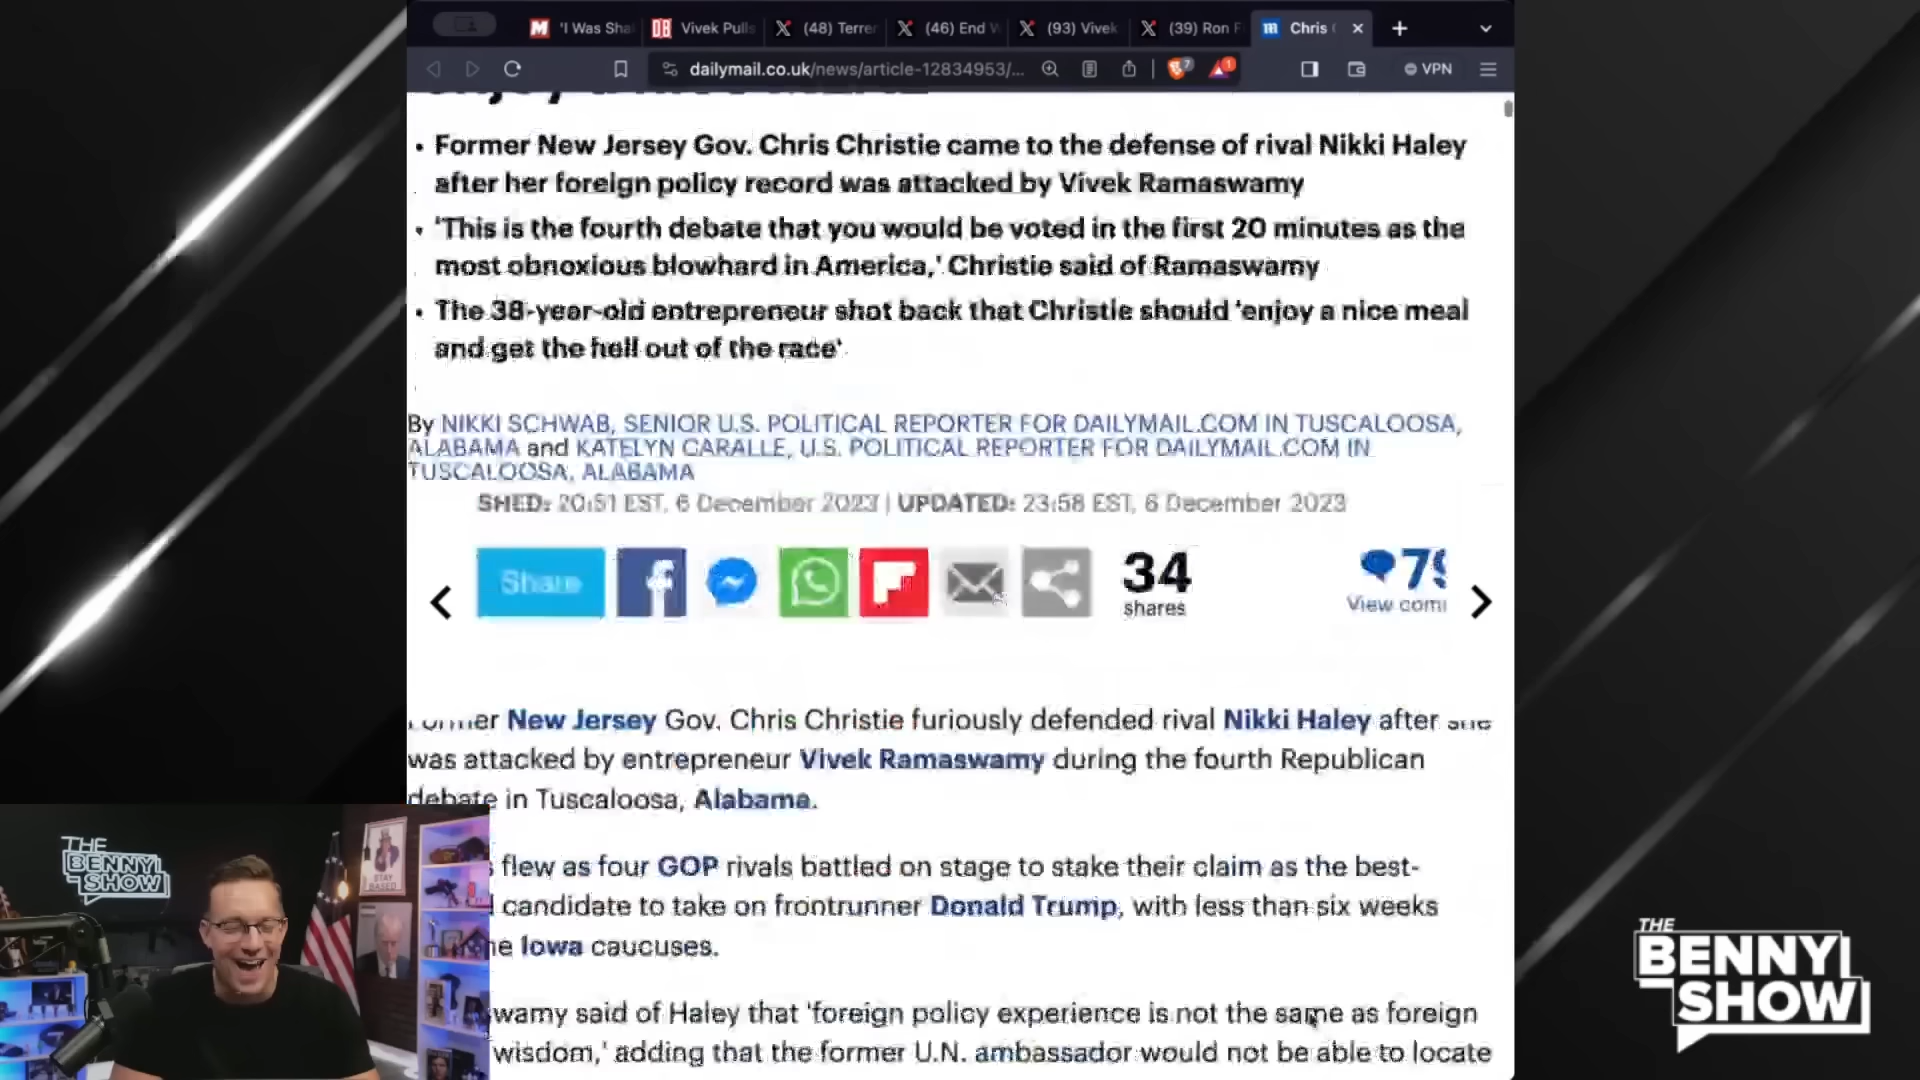 'I Was Sha
Vivek Pulls
(48) Terre
(46) End W
(93) Vivek
(39) Ron F
Chris
dailymail.co.uk/news/article-12834953/...
VPN
• Former New Jersey Gov. Chris Christie came to the defense of rival Nikki Haley
after her foreign policy record was attacked by Vivek Ramaswamy
• 'This is the fourth debate that you would be voted in the first 20 minutes as the
most obnoxious blowhard in America,' Christie said of Ramaswamy
• The 38-year-old entrepreneur shot back that Christie should 'enjoy a nice meal
and get the hell out of the race'
By NIKKI SCHWAB, SENIOR U.S. POLITICAL REPORTER FOR DAILYMAIL.COM IN TUSCALOOSA,
ALABAMA and KATELYN CARALLE, U.S. POLITICAL REPORTER FOR DAILYMAIL.COM IN
TUSCALOOSA, ALABAMA
SHED: 20:51 EST, 6 December 2023 | UPDATED: 23:58 EST, 6 December 2023
Share
34
shares
View com
New Jersey Gov. Chris Christie furiously defended rival Nikki Haley after she
was attacked by entrepreneur Vivek Ramaswamy during the fourth Republican
debate in Tuscaloosa, Alabama.
flew as four GOP rivals battled on stage to stake their claim as the best-
candidate to take on frontrunner Donald Trump, with less than six weeks
he Iowa caucuses.
swamy said of Haley that 'foreign policy experience is not the same as foreign
wisdom,' adding that the former U.N. ambassador would not be able to locate
THE
BENNY
SHOW
STAY
BASED
THE
BENNY
SHOW